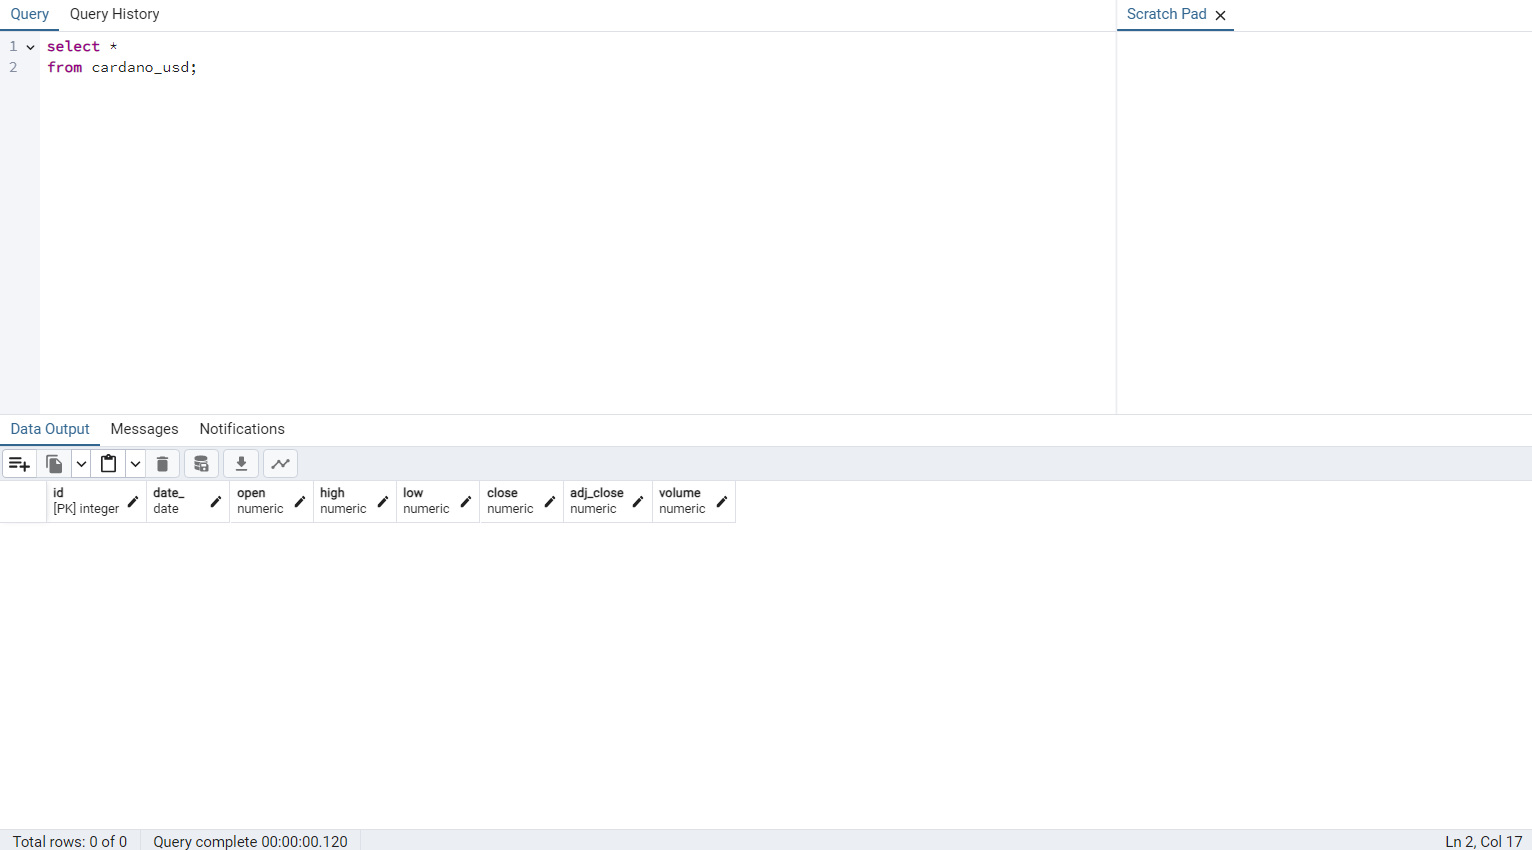 Query Query History Scratch Pad
1 select *
2 from cardano_usd;
Data Output Messages Notifications
id date_ open high low close adj_close volume
[PK] integer date numeric numeric numeric numeric numeric numeric
Total rows: 0 of 0 Query complete 00:00:00.120 Ln 2, Col 17